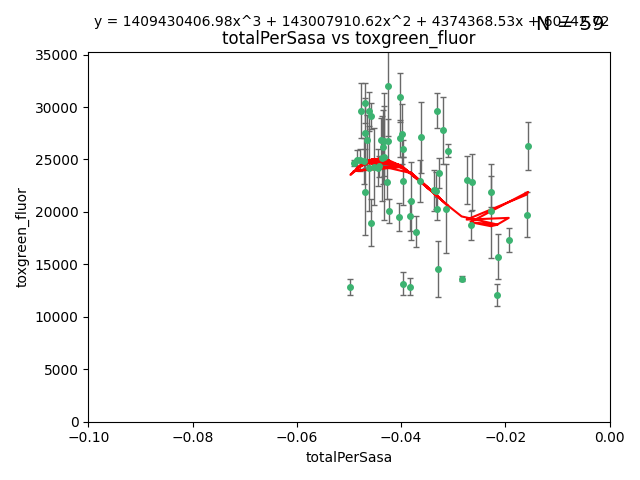 y = 1409430406.98x^3 + 143007910.62x^2 + 4374368.53x +
N = 59
totalPerSasa vs toxgreen_fluor
35000
30000
25000
20000
15000
10000
5000
0
toxgreen_fluor
−0.10
−0.08
−0.06
−0.04
−0.02
0.00
totalPerSasa